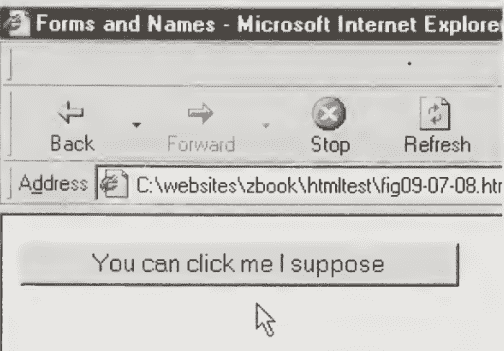 Forms and Names - Microsoft Internet Explore
Back Forward Stop Refresh
Address C:\websites\zbook\htmltest\fig09-07-08.htm
You can click me I suppose